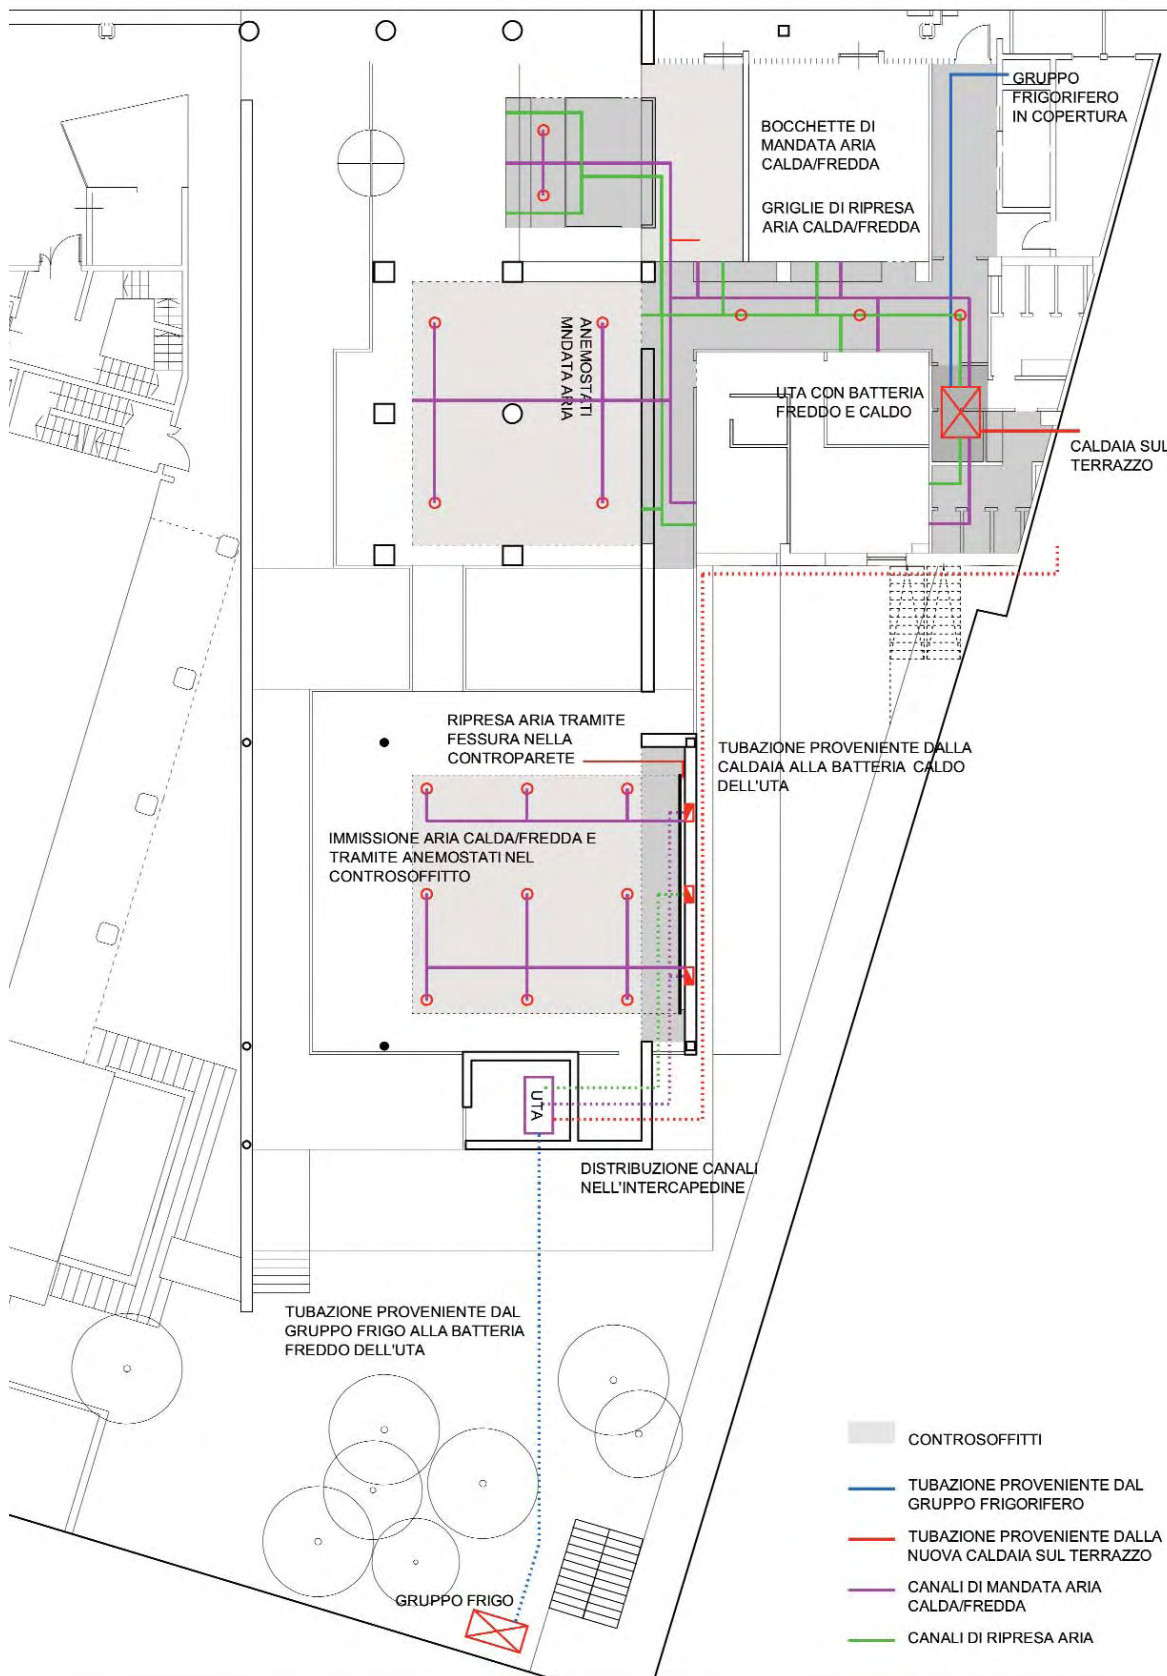 GRUPPO
FRIGORIFERO
IN COPERTURA
BOCCHETTE DI
MANDATA ARIA
CALDA/FREDDA
GRIGLIE DI RIPRESA
ARIA CALDA/FREDDA
ANEMOSTATI
MNDATA ARIA
UTA CON BATTERIA
FREDDO E CALDO
CALDAIA SUL
TERRAZZO
RIPRESA ARIA TRAMITE
FESSURA NELLA
CONTROPARETE
TUBAZIONE PROVENIENTE DALLA
CALDAIA ALLA BATTERIA CALDO
DELL'UTA
IMMISSIONE ARIA CALDA/FREDDA E
TRAMITE ANEMOSTATI NEL
CONTROSOFFITTO
UTA
DISTRIBUZIONE CANALI
NELL'INTERCAPEDINE
TUBAZIONE PROVENIENTE DAL
GRUPPO FRIGO ALLA BATTERIA
FREDDO DELL'UTA
GRUPPO FRIGO
CONTROSOFFITTI
TUBAZIONE PROVENIENTE DAL
GRUPPO FRIGORIFERO
TUBAZIONE PROVENIENTE DALLA
NUOVA CALDAIA SUL TERRAZZO
CANALI DI MANDATA ARIA
CALDA/FREDDA
CANALI DI RIPRESA ARIA